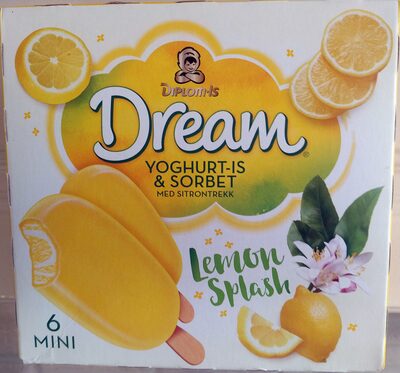 DIPLOM-IS
Dream®
YOGHURT-IS
& SORBET
MED SITRONTREKK
Lemon
Splash
6
MINI